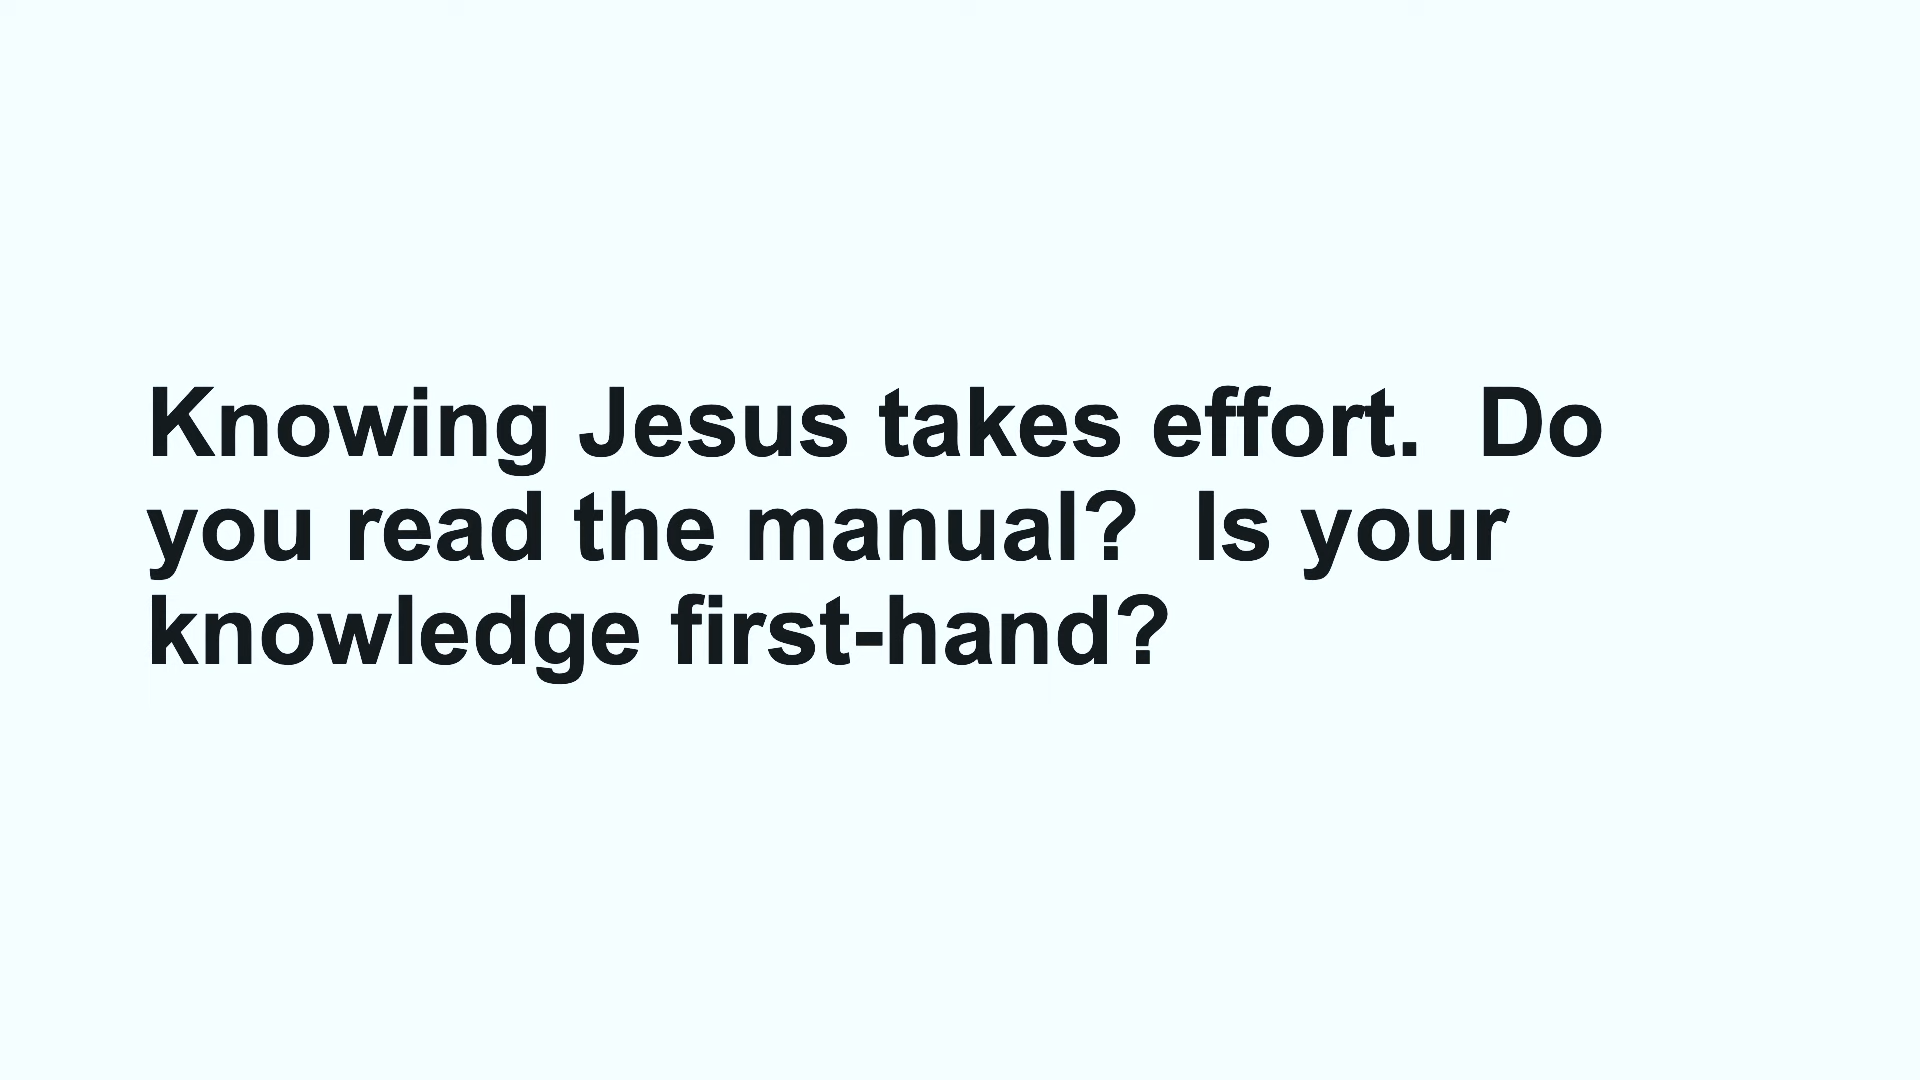 Knowing Jesus takes effort.  Do
you read the manual?  Is your
knowledge first-hand?